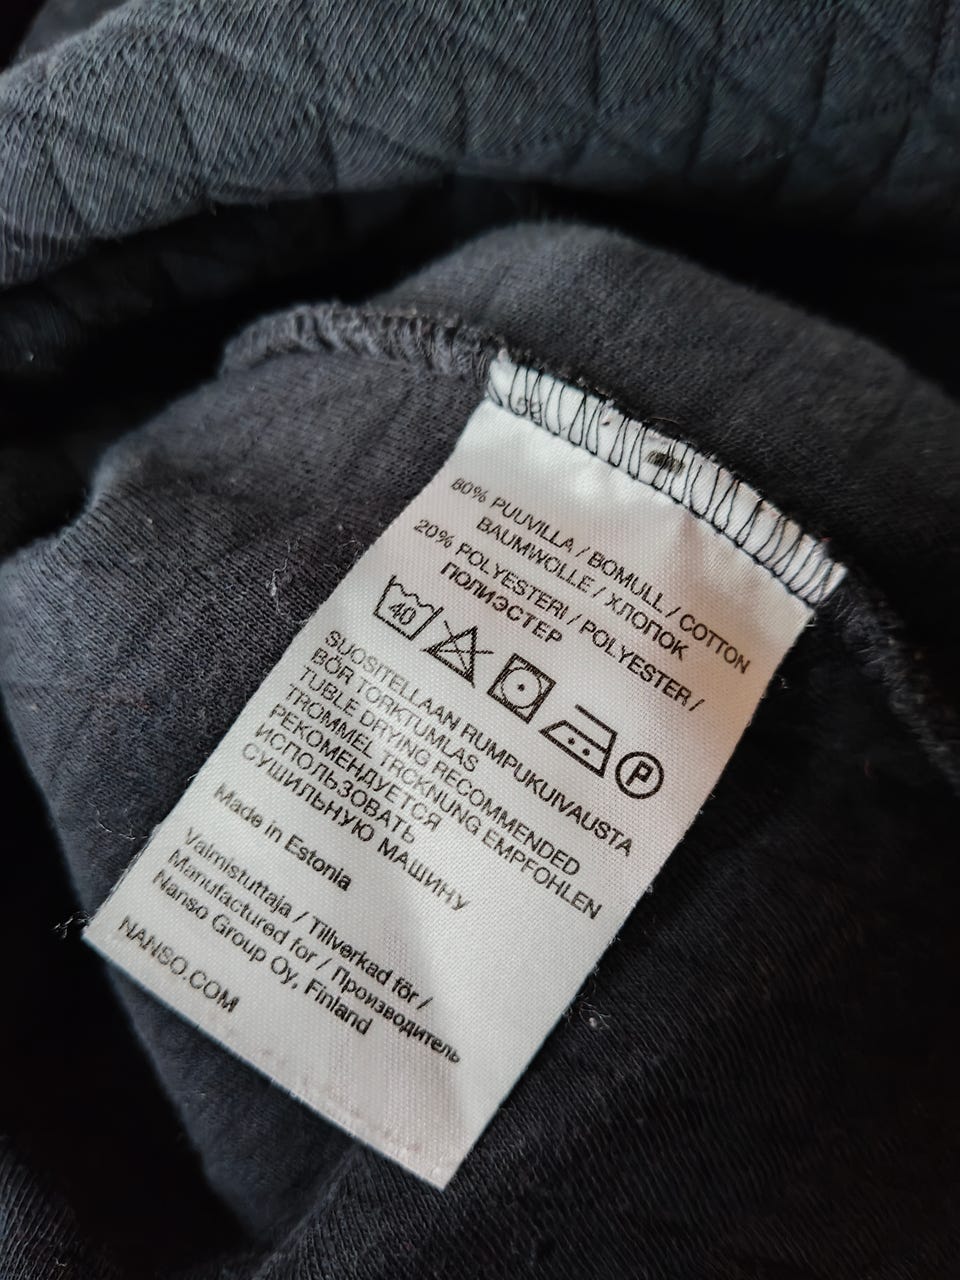 80% PUUVILLA / BOMULL / COTTON
BAUMWOLLE / ХЛОПОК
20% POLYESTERI / POLYESTER /
ПОЛИЭСТЕР
40
P
SUOSITELLAAN RUMPUKUIVAUSTA
BÖR TORKTUMLAS
TUBLE DRYING RECOMMENDED
TROMMEL TRCKNUNG EMPFOHLEN
РЕКОМЕНДУЕТСЯ
ИСПОЛЬЗОВАТЬ
СУШИЛЬНУЮ МАШИНУ
Made in Estonia
Valmistuttaja / Tillverkad för /
Manufactured for / Производитель
Nanso Group Oy, Finland
NANSO.COM